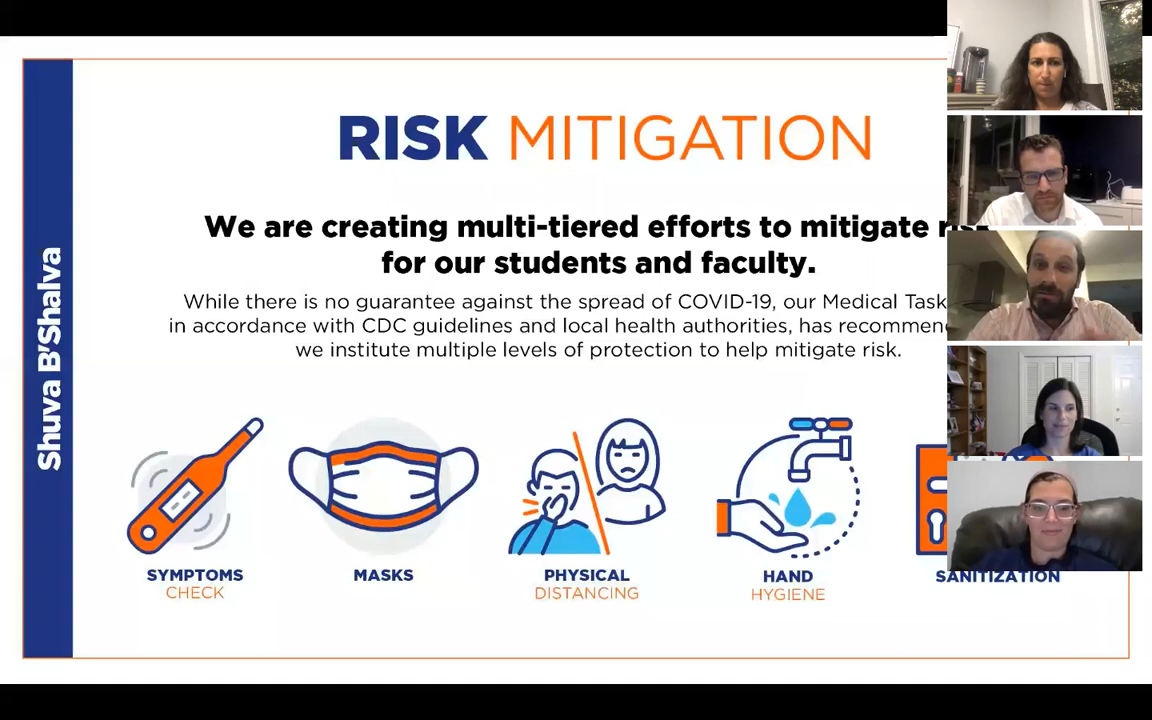 RISK MITIGATION
We are creating multi-tiered efforts to mitigate risk
for our students and faculty.
While there is no guarantee against the spread of COVID-19, our Medical Task
in accordance with CDC guidelines and local health authorities, has
we institute multiple levels of protection to help mitigate risk.
Shuva B'Shalva
SYMPTOMS
CHECK
MASKS
PHYSICAL
DISTANCING
HAND
HYGIENE
SANITIZATION